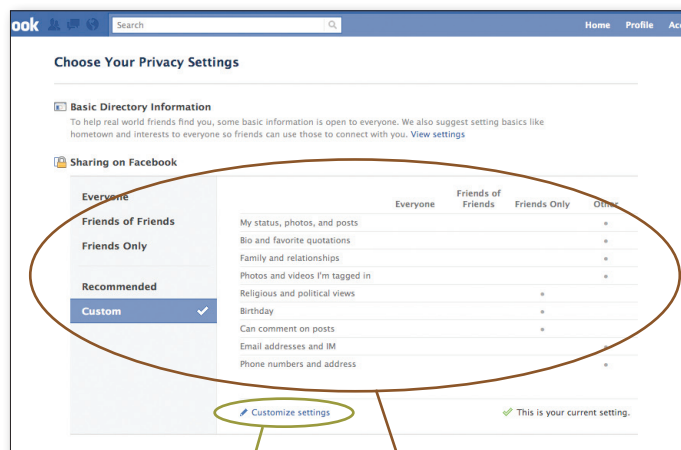 ook Search Home Profile Acc
Choose Your Privacy Settings
Basic Directory Information
To help real world friends find you, some basic information is open to everyone. We also suggest setting basics like
hometown and interests to everyone so friends can use those to connect with you. View settings
Sharing on Facebook
Everyone
Friends of Friends
Friends Only
Recommended
Custom
Everyone Friends of Friends Friends Only Other
My status, photos, and posts
Bio and favorite quotations
Family and relationships
Photos and videos I'm tagged in
Religious and political views
Birthday
Can comment on posts
Email addresses and IM
Phone numbers and address
Customize settings This is your current setting.